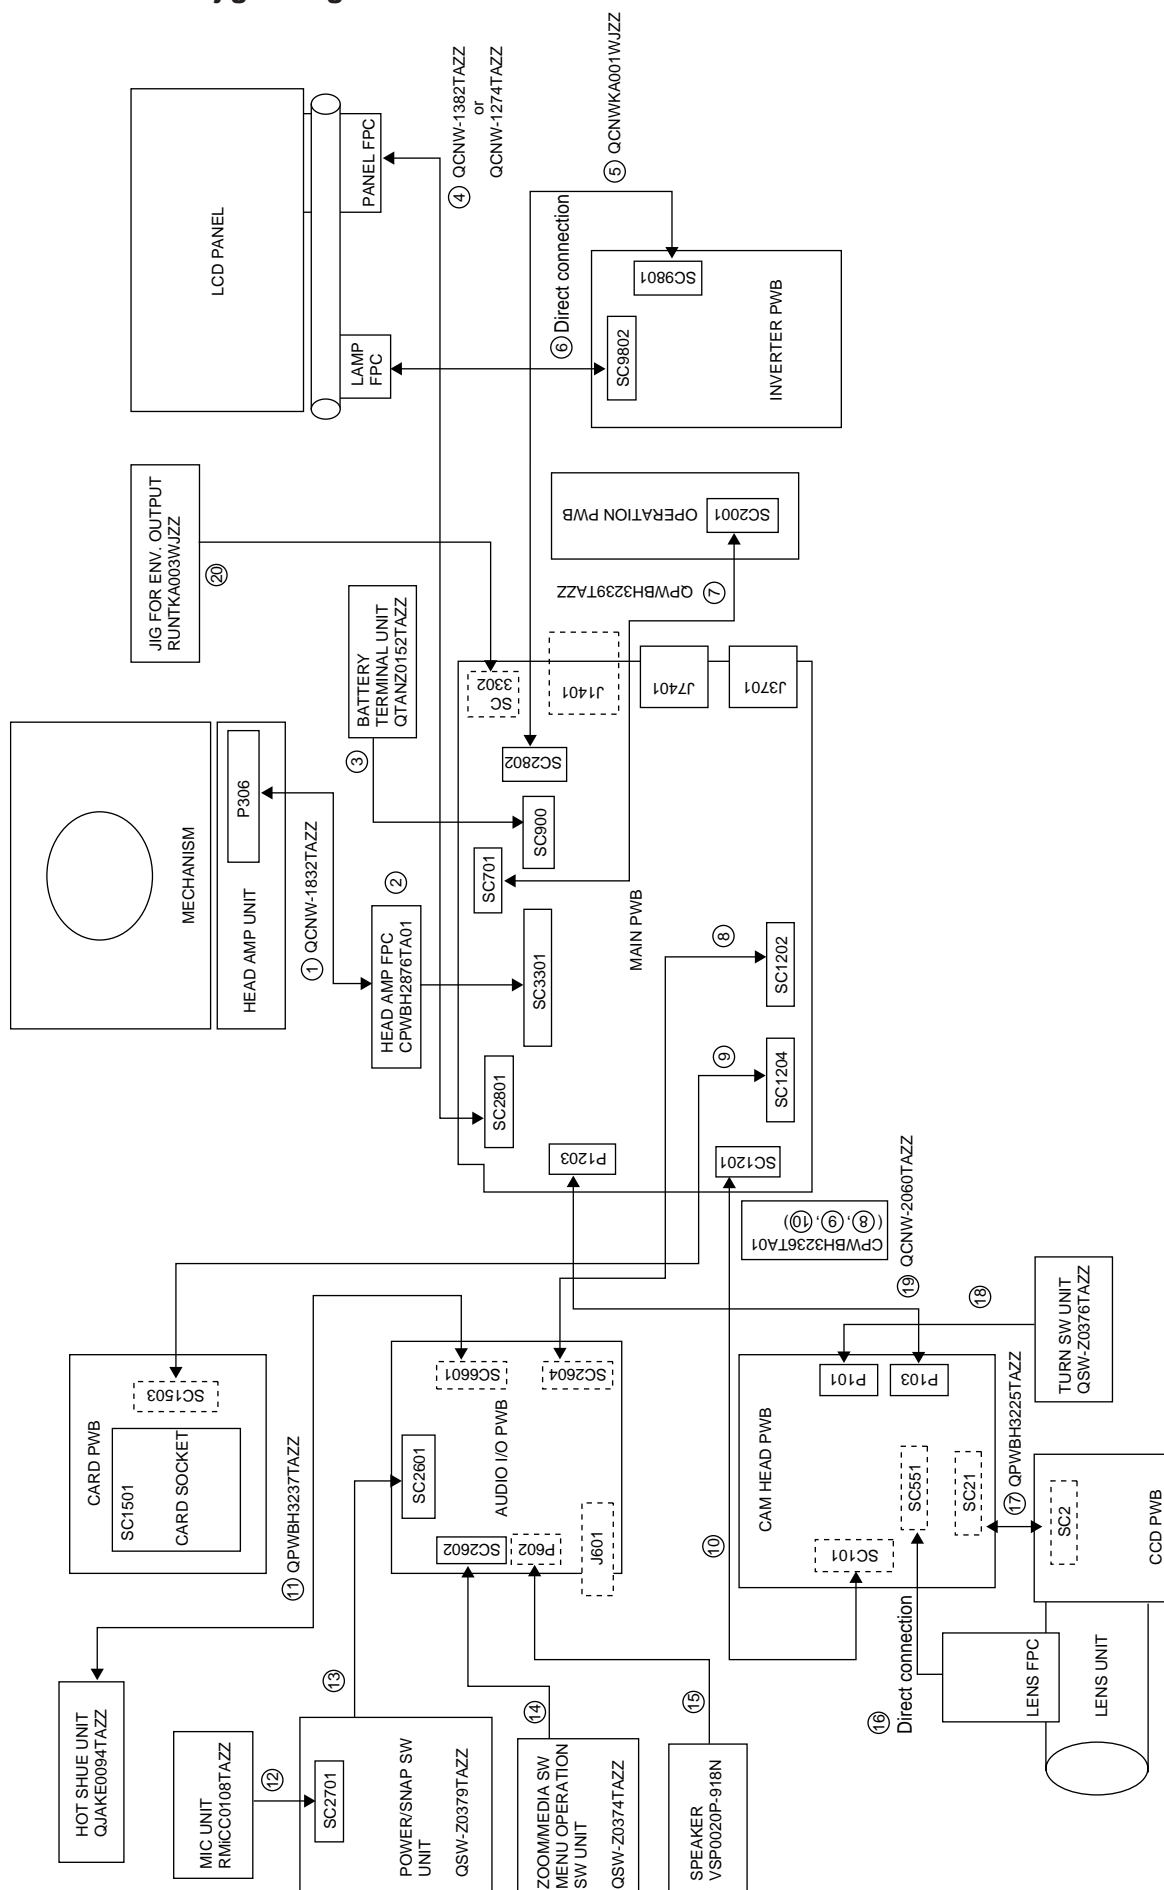 HOT SHUE UNIT
QJAKE0094TAZZ
MIC UNIT
RMiCC0108TAZZ
⑫
SC2701
POWER/SNAP SW
UNIT
QSW-Z0379TAZZ
ZOOM/MEDIA SW
MENU OPERATION
SW UNIT
QSW-Z0374TAZZ
SPEAKER
VSP0020P-918N
⑬
⑭
⑮
⑪ QPWBH3237TAZZ
CARD PWB
SC1501
CARD SOCKET
SC1503
AUDIO I/O PWB
SC2601
SC2602
P602
J601
SC6601
SC2604
⑩
⑯
Direct connection
LENS FPC
LENS UNIT
CAM HEAD PWB
SC101
SC551
SC21
P101
P103
⑰ QPWBH3225TAZZ
SC2
CCD PWB
⑱
TURN SW UNIT
QSW-Z0376TAZZ
⑲ QCNW-2060TAZZ
CPWBH3236TA01
(⑧, ⑨, ⑩)
MECHANISM
HEAD AMP UNIT
P306
① QCNW-1832TAZZ
HEAD AMP FPC
CPWBH2876TA01
②
③
BATTERY
TERMINAL UNIT
QTANZ0152TAZZ
JIG FOR ENV. OUTPUT
RUNTKA003WJZZ
⑳
MAIN PWB
SC2801
SC3301
SC701
SC900
SC2802
SC
3302
P1203
SC1201
SC1204
SC1202
⑨
⑧
J1401
J7401
J3701
LCD PANEL
LAMP
FPC
PANEL FPC
④ QCNW-1382TAZZ
or
QCNW-1274TAZZ
⑤ QCNWKA001WJZZ
⑥ Direct connection
SC9802
SC9801
INVERTER PWB
OPERATION PWB
SC2001
⑦ QPWBH3239TAZZ